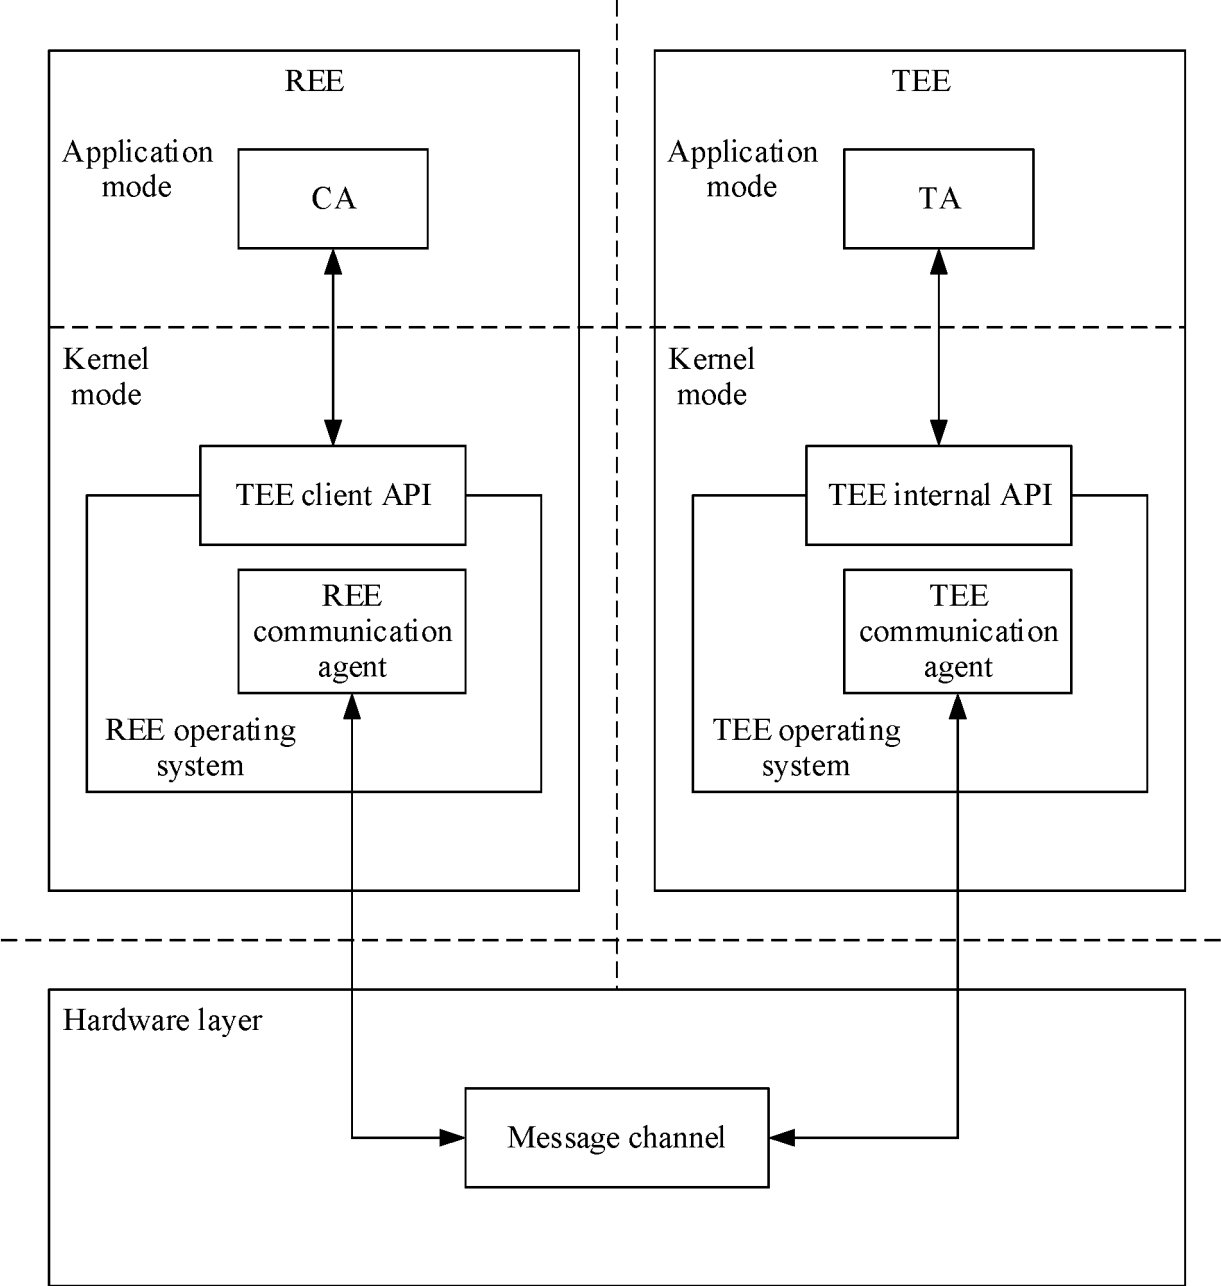 REE
Application
mode
CA
Kernel
mode
TEE client API
REE
communication
agent
REE operating
system
TEE
Application
mode
TA
Kernel
mode
TEE internal API
TEE
communication
agent
TEE operating
system
Hardware layer
Message channel